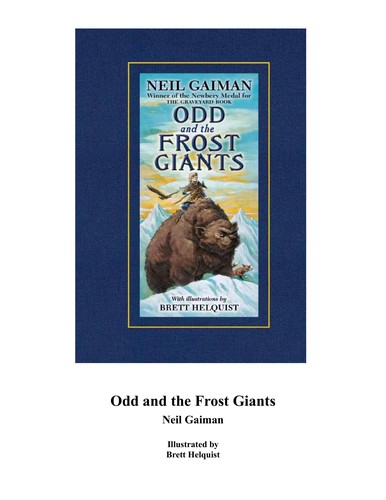 NEIL GAIMAN
Winner of the Newbery Medal for
THE GRAVEYARD BOOK
ODD
and the
FROST
GIANTS
With illustrations by
BRETT HELQUIST
Odd and the Frost Giants
Neil Gaiman
Illustrated by
Brett Helquist